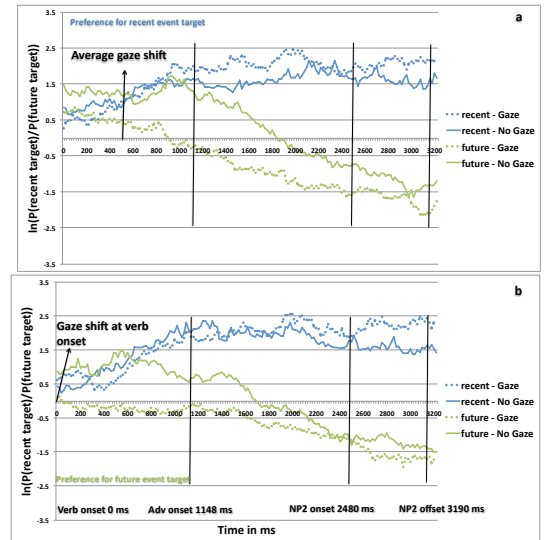 a
Preference for recent event target
Average gaze shift
ln(P(recent target)/P(future target))
3.5
2.5
1.5
0.5
-0.5
-1.5
-2.5
-3.5
0 200 400 600 800 1000 1200 1400 1600 1800 2000 2200 2400 2600 2800 3000 3200
recent - Gaze
recent - No Gaze
future - Gaze
future - No Gaze
b
Gaze shift at verb
onset
ln(P(recent target)/P(future target))
3.5
2.5
1.5
0.5
-0.5
-1.5
-2.5
-3.5
0 200 400 600 800 1000 1200 1400 1600 1800 2000 2200 2400 2600 2800 3000 3200
recent - Gaze
recent - No Gaze
future - Gaze
future - No Gaze
Preference for future event target
Verb onset 0 ms Adv onset 1148 ms NP2 onset 2480 ms NP2 offset 3190 ms
Time in ms